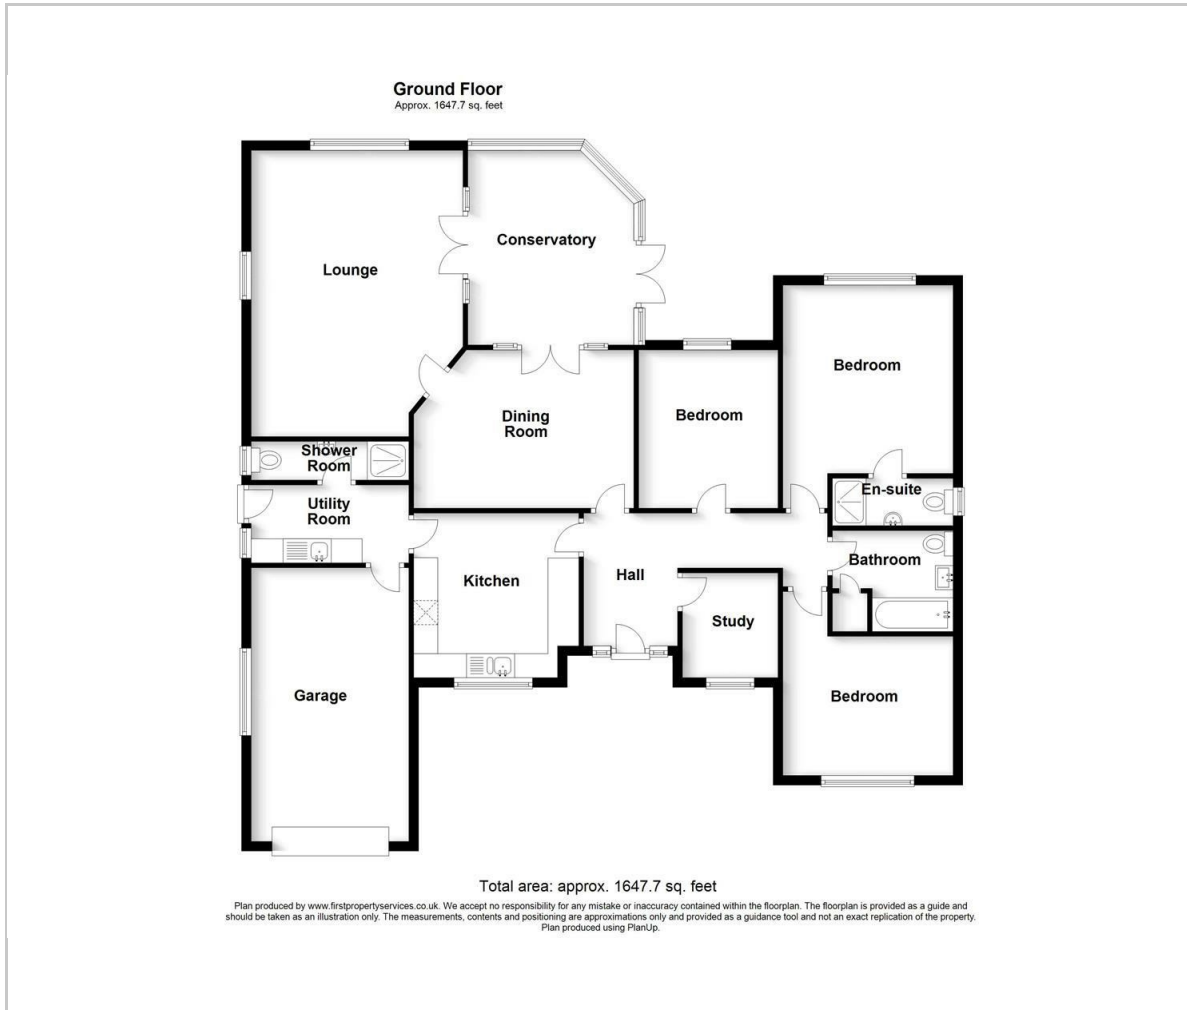 Ground Floor
Approx. 1647.7 sq. feet
Conservatory
Lounge
Bedroom
Bedroom
Dining
Room
Shower
Room
En-suite
Utility
Room
Bathroom
Kitchen
Hall
Study
Garage
Bedroom
Total area: approx. 1647.7 sq. feet
Plan produced by www.firstpropertyservices.co.uk. We accept no responsibility for any mistake or inaccuracy contained within the floorplan. The floorplan is provided as a guide and
should be taken as an illustration only. The measurements, contents and positioning are approximations only and provided as a guidance tool and not an exact replication of the property.
Plan produced using PlanUp.